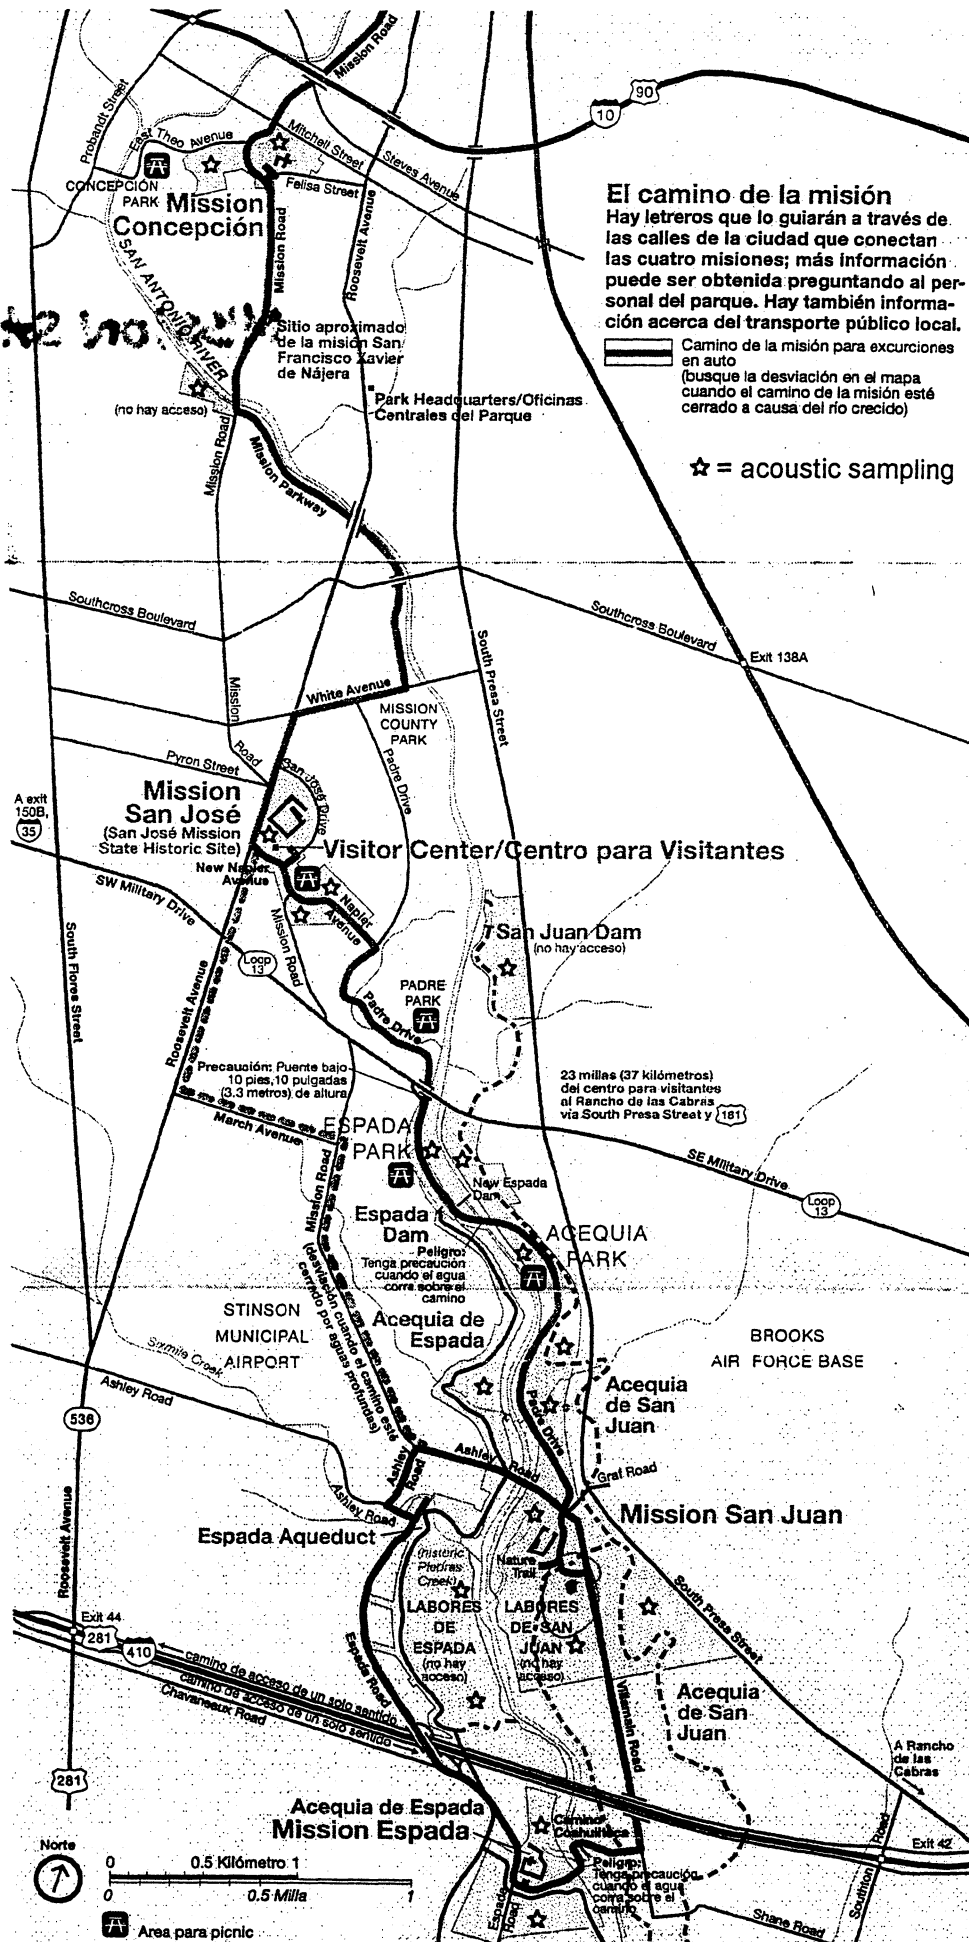 Mission Road
90
10
Probandt Street
East Theo Avenue
Mitchell Street
Steves Avenue
CONCEPCIÓN
PARK
Felisa Street
Mission
Concepción
Mission Road
Roosevelt Avenue
SAN ANTONIO RIVER
El camino de la misión
Hay letreros que lo guiarán a través de
las calles de la ciudad que conectan
las cuatro misiones; más información
puede ser obtenida preguntando al per-
sonal del parque. Hay también informa-
ción acerca del transporte público local.
Camino de la misión para excurciones
en auto
(busque la desviación en el mapa
cuando el camino de la misión esté
cerrado a causa del río crecido)
☆ = acoustic sampling
Sitio aproximado
de la misión San
Francisco Xavier
de Nájera
(no hay acceso)
Park Headquarters/Oficinas
Centrales del Parque
Mission Road
Mission Parkway
Southcross Boulevard
Southcross Boulevard
Exit 138A
South Presa Street
White Avenue
Mission
Road
MISSION
COUNTY
PARK
Pyron Street
Padre Drive
San José Drive
Mission
San José
(San José Mission
State Historic Site)
A exit
150B,
35
Visitor Center/Centro para Visitantes
New Napier
Avenue
SW Military Drive
Napier
Avenue
Mission Road
San Juan Dam
(no hay acceso)
South Flores Street
Loop
13
Roosevelt Avenue
PADRE
PARK
Padre Drive
Precaución: Puente bajo
10 pies,10 pulgadas
(3.3 metros) de altura
23 millas (37 kilómetros)
del centro para visitantes
al Rancho de las Cabras
via South Presa Street y 181
March Avenue
ESPADA
PARK
SE Military Drive
Loop
13
Mission Road
(desviación cuando el camino esté
cerrado por aguas profundas)
New Espada
Dam
Espada
Dam
Peligro:
Tenga precaución
cuando el agua
corra sobre el
camino
ACEQUIA
PARK
Acequia de
Espada
STINSON
MUNICIPAL
AIRPORT
BROOKS
AIR FORCE BASE
Sixmile Creek
Ashley Road
Acequia
de San
Juan
Padre Drive
536
Ashley Road
Ashley
Road
Graf Road
Ashley Road
Mission San Juan
Espada Aqueduct
(historic
Piedras
Creek)
Nature
Trail
Roosevelt Avenue
LABORES
DE
ESPADA
(no hay
acceso)
LABORES
DE SAN
JUAN
(no hay
acceso)
South Presa Street
Exit 44
281
410
camino de acceso de un solo sentido
camino de acceso de un solo sentido
Chavaneaux Road
Espada Road
Villamain Road
Acequia
de San
Juan
A Rancho
de las
Cabras
281
Acequia de Espada
Mission Espada
Camino
Coahuilteca
Exit 42
Norte
0 0.5 Kilómetro 1
0 0.5 Milla 1
Peligro:
Tenga precaución
cuando el agua
corra sobre el
camino
Espada
Road
Shane Road
Southton Road
Area para picnic